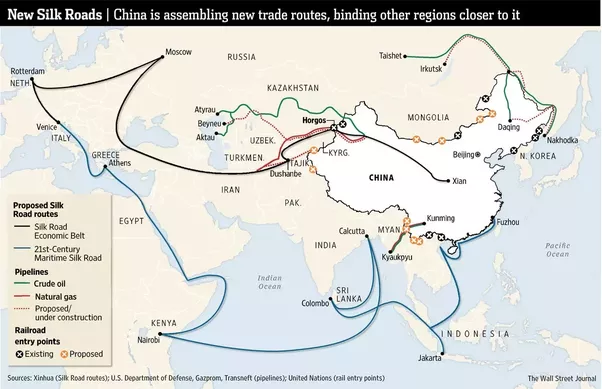 New Silk Roads | China is assembling new trade routes, binding other regions closer to it
Moscow
RUSSIA
Taishet
Irkutsk
Rotterdam
NETH.
KAZAKHSTAN
Atyrau
Beyneu
Aktau
Horgos
MONGOLIA
Daqing
Nakhodka
Venice
ITALY
UZBEK.
KYRG.
Beijing
N. KOREA
GREECE
Athens
TURKMEN.
TAJIK.
Dushanbe
CHINA
Xian
IRAN
PAK.
Proposed Silk
Road routes
Silk Road
Economic Belt
21st-Century
Maritime Silk Road
Pipelines
Crude oil
Natural gas
Proposed/
under construction
Railroad
entry points
Existing
Proposed
EGYPT
INDIA
Calcutta
MYAN.
Kunming
Kyaukpyu
Fuzhou
Pacific
Ocean
Indian
Ocean
SRI
LANKA
Colombo
KENYA
Nairobi
INDONESIA
Jakarta
Sources: Xinhua (Silk Road routes); U.S. Department of Defense, Gazprom, Transneft (pipelines); United Nations (rail entry points)
The Wall Street Journal